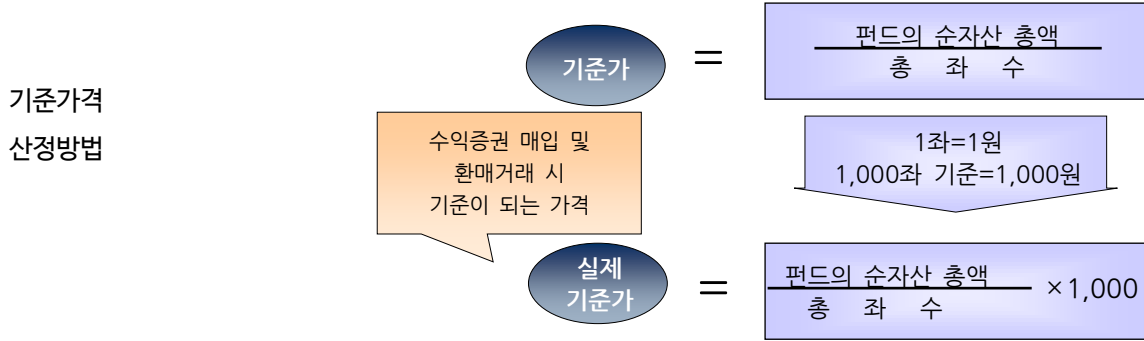 기준가격
산정방법
기준가
=
펀드의 순자산 총액
총 좌 수
수익증권 매입 및
환매거래 시
기준이 되는 가격
1좌=1원
1,000좌 기준=1,000원
실제
기준가
=
펀드의 순자산 총액
총 좌 수
×1,000